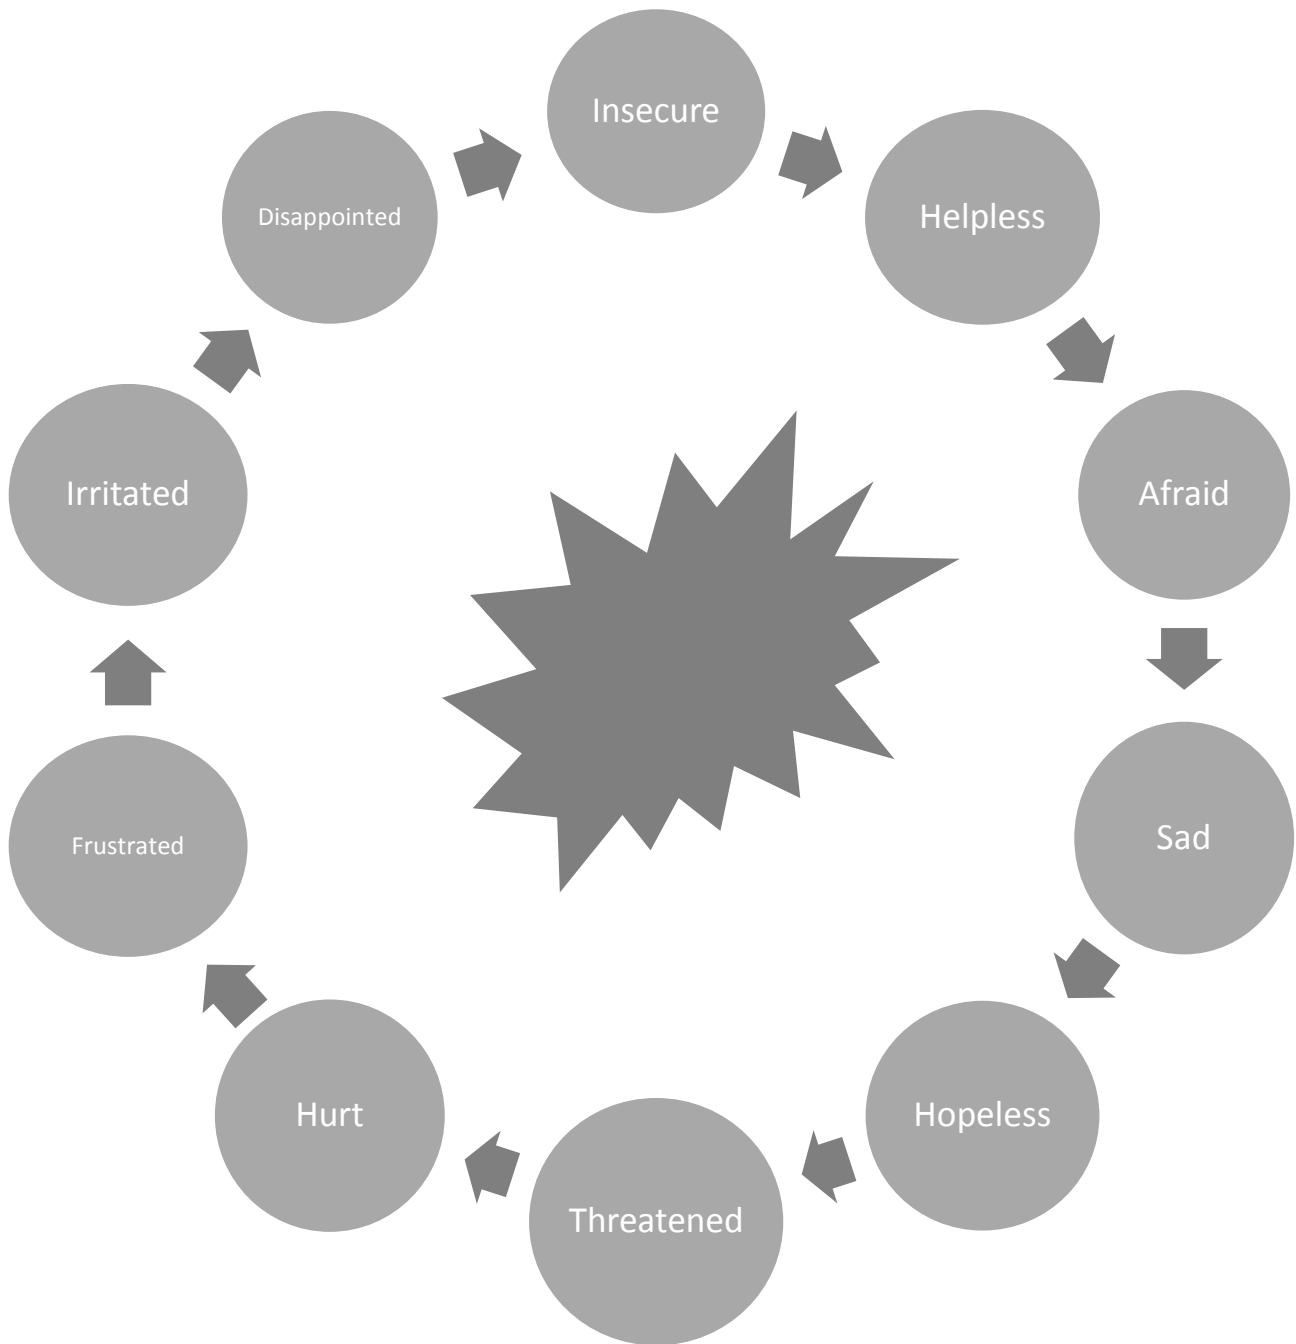 Insecure
Helpless
Afraid
Sad
Hopeless
Threatened
Hurt
Frustrated
Irritated
Disappointed